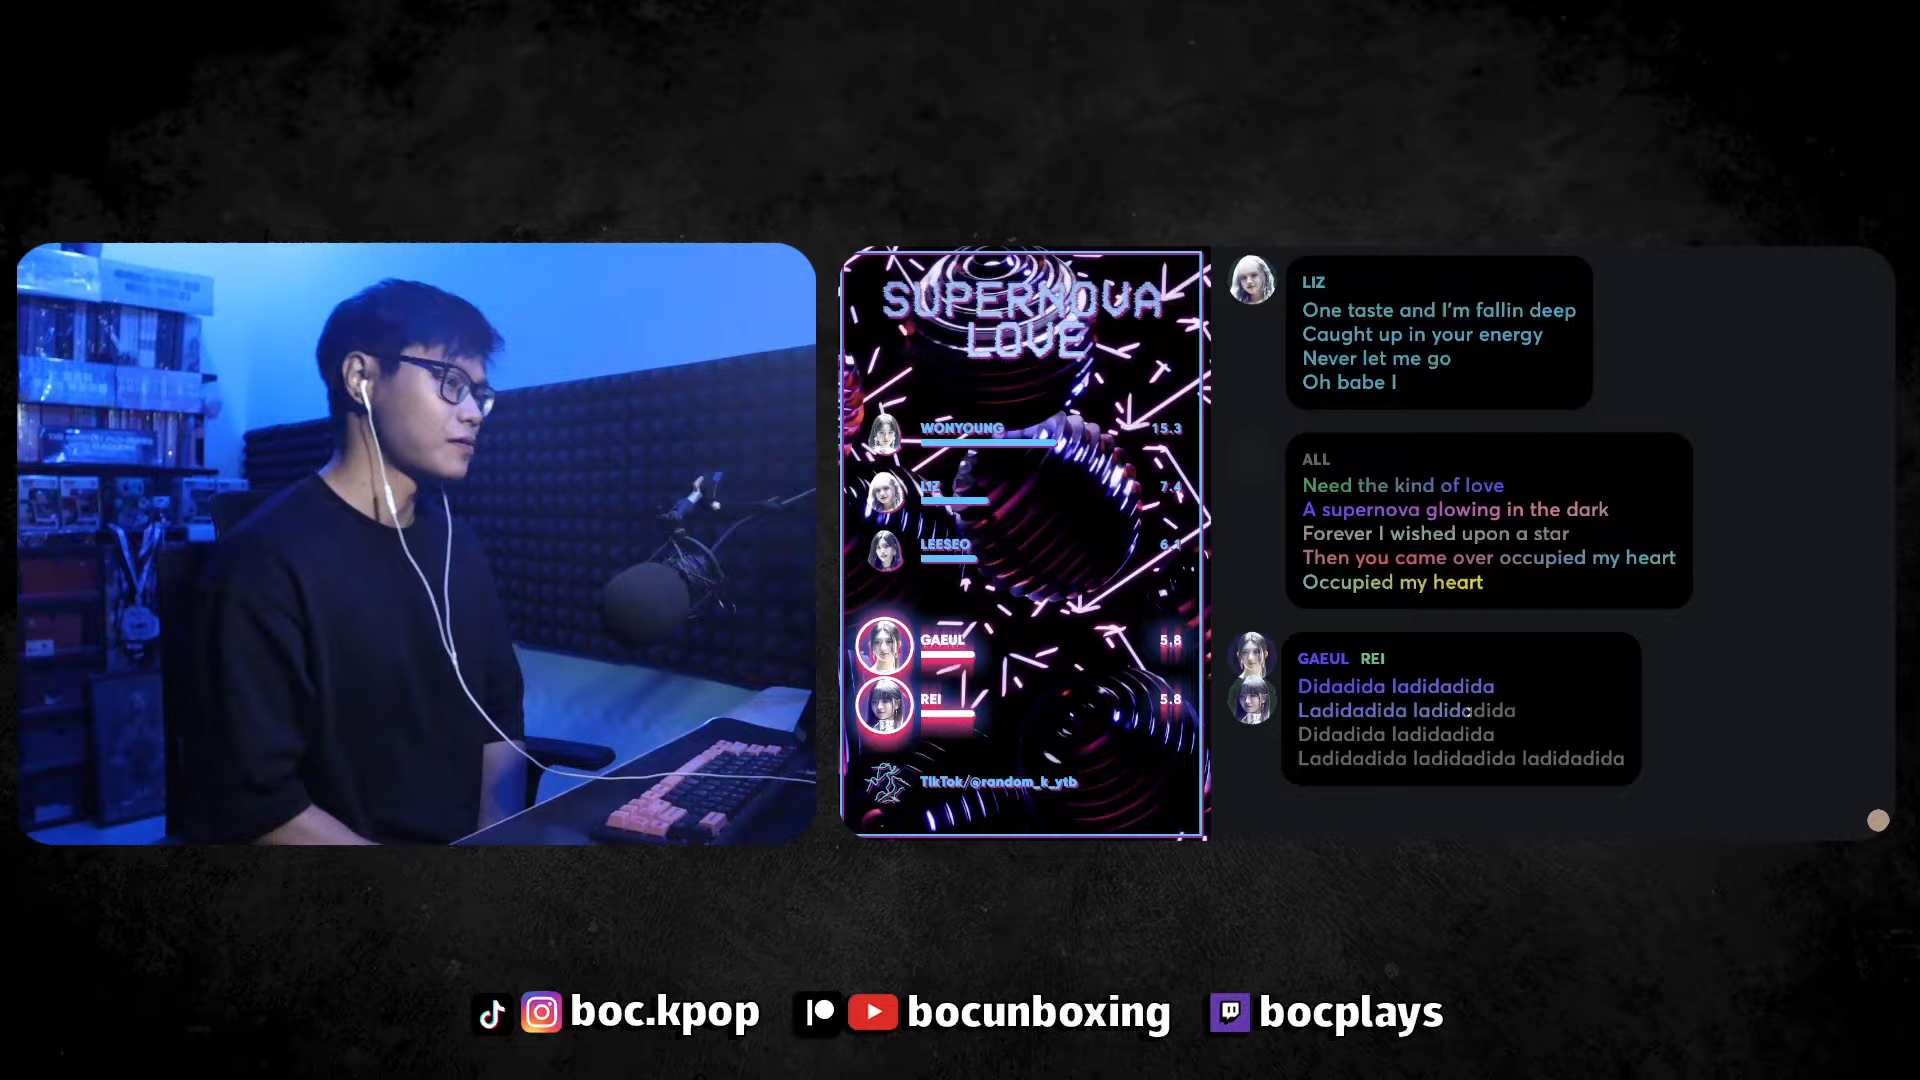 SUPERNOVA
LOVE
WONYOUNG 15.3
LIZ 7.4
LEESEO 6.1
GAEUL 5.8
REI 5.8
TikTok/@random_k_ytb
LIZ
One taste and I'm fallin deep
Caught up in your energy
Never let me go
Oh babe I
ALL
Need the kind of love
A supernova glowing in the dark
Forever I wished upon a star
Then you came over occupied my heart
Occupied my heart
GAEUL REI
Didadida ladidadida
Ladidadida ladidadida
Didadida ladidadida
Ladidadida ladidadida ladidadida
boc.kpop
bocunboxing
bocplays